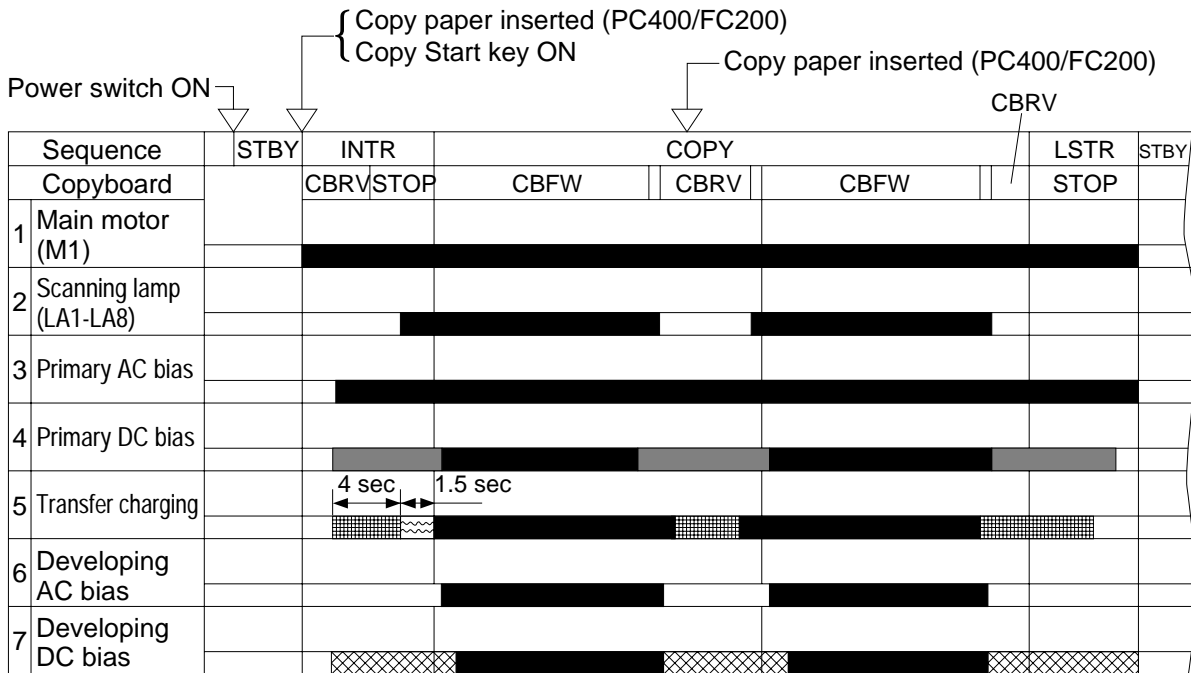 Copy paper inserted (PC400/FC200)
Copy Start key ON
Copy paper inserted (PC400/FC200)
Power switch ON
CBRV
Sequence STBY INTR COPY LSTR STBY
Copyboard CBRV STOP CBFW CBRV CBFW STOP
1 Main motor
(M1)
2 Scanning lamp
(LA1-LA8)
3 Primary AC bias
4 Primary DC bias
4 sec 1.5 sec
5 Transfer charging
6 Developing
AC bias
7 Developing
DC bias